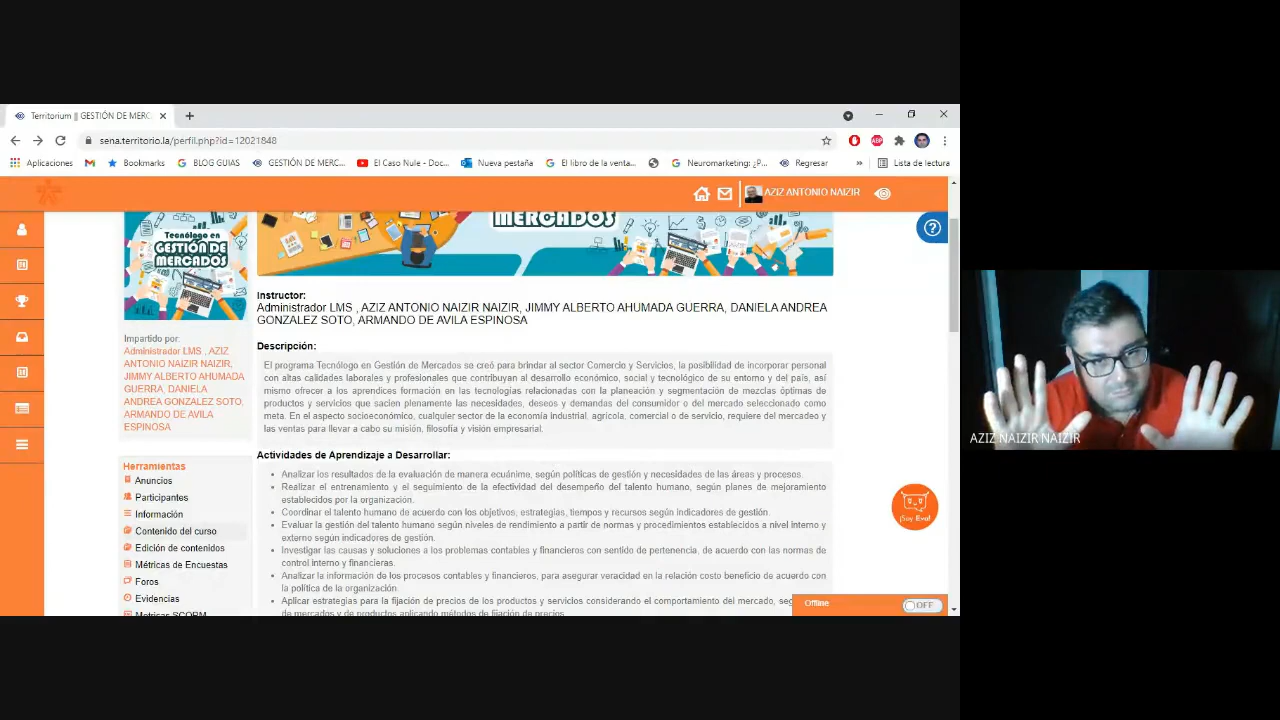 Territorium || GESTIÓN DE MERC
sena.territorio.la/perfil.php?id=12021848
Aplicaciones
Bookmarks
BLOG GUIAS
GESTIÓN DE MERC...
El Caso Nule - Doc...
Nueva pestaña
El libro de la venta...
Neuromarketing: ¿P...
Regresar
»
Lista de lectura
AZIZ ANTONIO NAIZIR
MERCADOS
Tecnólogo en
GESTIÓN DE
MERCADOS
Impartido por:
Administrador LMS , AZIZ
ANTONIO NAIZIR NAIZIR,
JIMMY ALBERTO AHUMADA
GUERRA, DANIELA
ANDREA GONZALEZ SOTO,
ARMANDO DE AVILA
ESPINOSA
Herramientas
Anuncios
Participantes
Información
Contenido del curso
Edición de contenidos
Métricas de Encuestas
Foros
Evidencias
Metricas SCORM
Instructor:
Administrador LMS , AZIZ ANTONIO NAIZIR NAIZIR, JIMMY ALBERTO AHUMADA GUERRA, DANIELA ANDREA
GONZALEZ SOTO, ARMANDO DE AVILA ESPINOSA
Descripción:
El programa Tecnólogo en Gestión de Mercados se creó para brindar al sector Comercio y Servicios, la posibilidad de incorporar personal
con altas calidades laborales y profesionales que contribuyan al desarrollo económico, social y tecnológico de su entorno y del país, así
mismo ofrecer a los aprendices formación en las tecnologías relacionadas con la planeación y segmentación de mezclas óptimas de
productos y servicios que sacien plenamente las necesidades, deseos y demandas del consumidor o del mercado seleccionado como
meta. En el aspecto socioeconómico, cualquier sector de la economía industrial, agrícola, comercial o de servicio, requiere del mercadeo y
las ventas para llevar a cabo su misión, filosofía y visión empresarial.
Actividades de Aprendizaje a Desarrollar:
Analizar los resultados de la evaluación de manera ecuánime, según políticas de gestión y necesidades de las áreas y procesos.
Realizar el entrenamiento y el seguimiento de la efectividad del desempeño del talento humano, según planes de mejoramiento
establecidos por la organización.
Coordinar el talento humano de acuerdo con los objetivos, estrategias, tiempos y recursos según indicadores de gestión.
Evaluar la gestión del talento humano según niveles de rendimiento a partir de normas y procedimientos establecidos a nivel interno y
externo según indicadores de gestión.
Investigar las causas y soluciones a los problemas contables y financieros con sentido de pertenencia, de acuerdo con las normas de
control interno y financieras.
Analizar la información de los procesos contables y financieros, para asegurar veracidad en la relación costo beneficio de acuerdo con
la política de la organización.
Aplicar estrategias para la fijación de precios de los productos y servicios considerando el comportamiento del mercado,
de mercados y de productos aplicando métodos de fijación de precios.
¡Soy Eva!
Offline
OFF
AZIZ NAIZIR NAIZIR